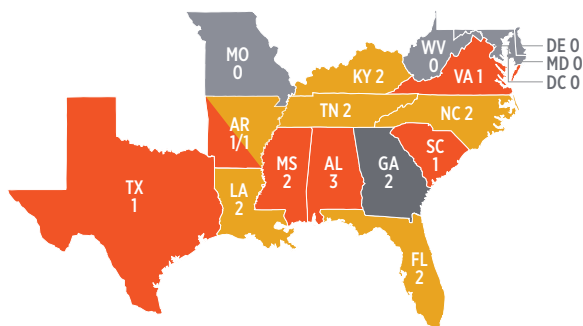 MO
0
WV
0
DE 0
MD 0
DC 0
KY 2
VA 1
TN 2
NC 2
AR
1/1
SC
1
MS
2
AL
3
GA
2
TX
1
LA
2
FL
2